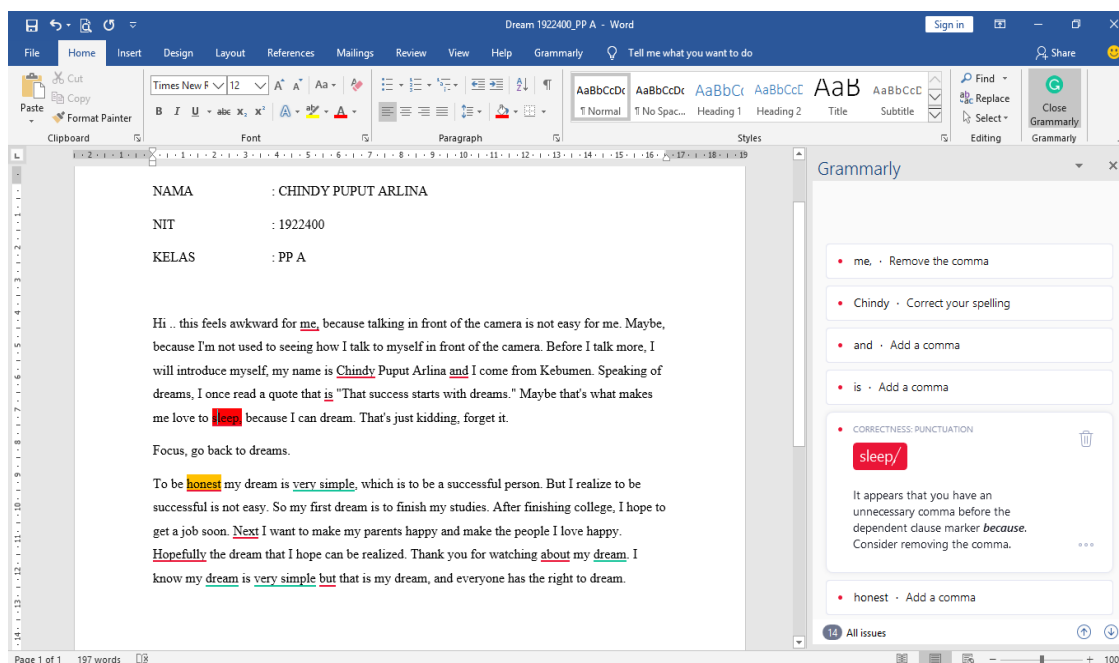 Dream 1922400_PP A - Word
Sign in
File Home Insert Design Layout References Mailings Review View Help Grammarly Tell me what you want to do Share
Paste
Cut
Copy
Format Painter
Clipboard
Times New F 12
Font
Paragraph
AaBbCcDc AaBbCcDc AaBbC( AaBbCcE AaB AaBbCcD
¶ Normal ¶ No Spac... Heading 1 Heading 2 Title Subtitle
Styles
Find
Replace
Select
Editing
Close Grammarly
Grammarly
NAMA : CHINDY PUPUT ARLINA
NIT : 1922400
KELAS : PP A
Hi .. this feels awkward for me, because talking in front of the camera is not easy for me. Maybe,
because I'm not used to seeing how I talk to myself in front of the camera. Before I talk more, I
will introduce myself, my name is Chindy Puput Arlina and I come from Kebumen. Speaking of
dreams, I once read a quote that is "That success starts with dreams." Maybe that's what makes
me love to sleep, because I can dream. That's just kidding, forget it.
Focus, go back to dreams.
To be honest my dream is very simple, which is to be a successful person. But I realize to be
successful is not easy. So my first dream is to finish my studies. After finishing college, I hope to
get a job soon. Next I want to make my parents happy and make the people I love happy.
Hopefully the dream that I hope can be realized. Thank you for watching about my dream. I
know my dream is very simple but that is my dream, and everyone has the right to dream.
Grammarly
me, · Remove the comma
Chindy · Correct your spelling
and · Add a comma
is · Add a comma
CORRECTNESS: PUNCTUATION
sleep,
It appears that you have an
unnecessary comma before the
dependent clause marker because.
Consider removing the comma.
honest · Add a comma
14 All issues
Page 1 of 1 197 words
100